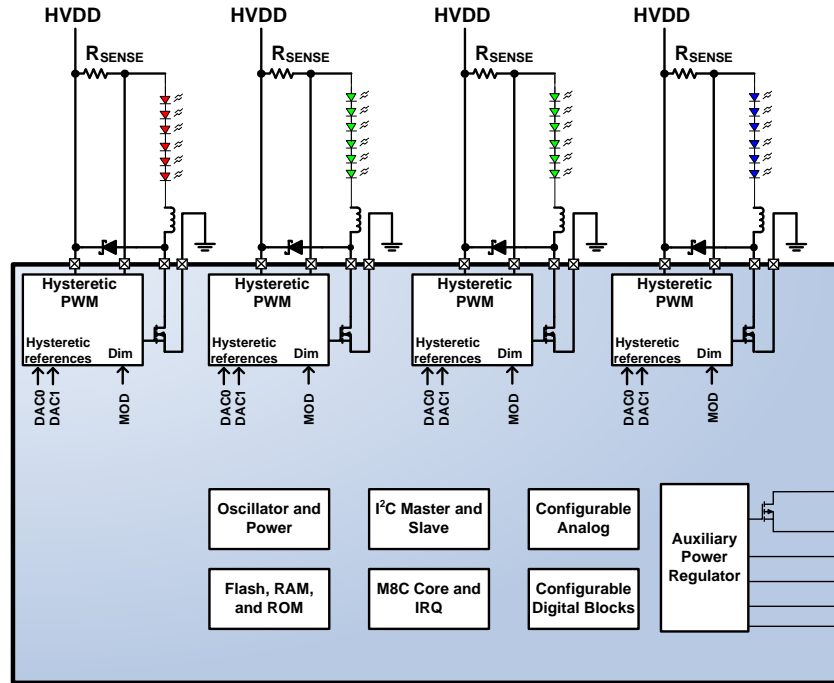 HVDD
HVDD
HVDD
HVDD
RSENSE
RSENSE
RSENSE
RSENSE
Hysteretic
PWM
Hysteretic
references
Dim
DAC0
DAC1
MOD
Hysteretic
PWM
Hysteretic
references
Dim
DAC0
DAC1
MOD
Hysteretic
PWM
Hysteretic
references
Dim
DAC0
DAC1
MOD
Hysteretic
PWM
Hysteretic
references
Dim
DAC0
DAC1
MOD
Oscillator and
Power
I²C Master and
Slave
Configurable
Analog
Auxiliary
Power
Regulator
Flash, RAM,
and ROM
M8C Core and
IRQ
Configurable
Digital Blocks